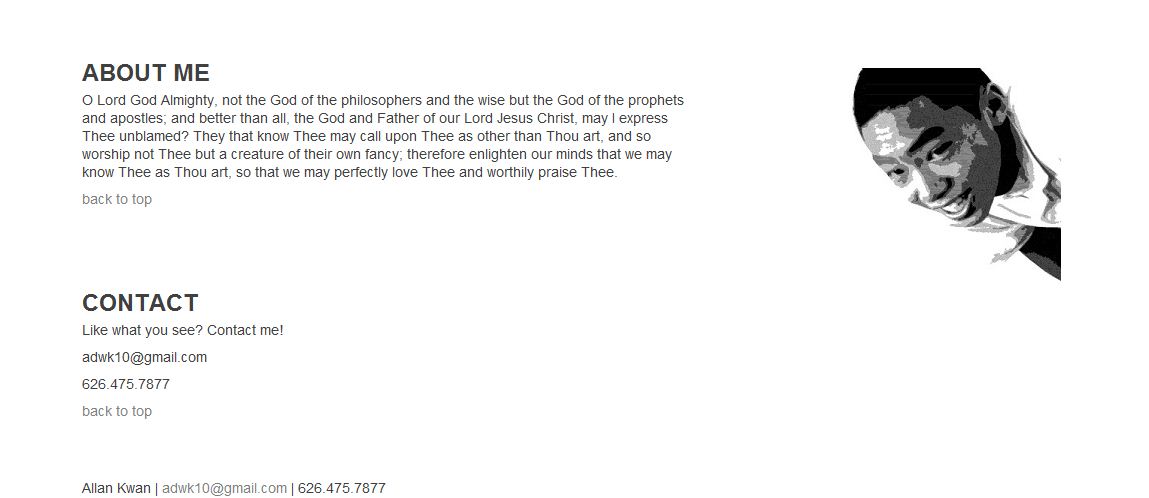 ABOUT ME
O Lord God Almighty, not the God of the philosophers and the wise but the God of the prophets
and apostles; and better than all, the God and Father of our Lord Jesus Christ, may I express
Thee unblamed? They that know Thee may call upon Thee as other than Thou art, and so
worship not Thee but a creature of their own fancy; therefore enlighten our minds that we may
know Thee as Thou art, so that we may perfectly love Thee and worthily praise Thee.
back to top
CONTACT
Like what you see? Contact me!
adwk10@gmail.com
626.475.7877
back to top
Allan Kwan | adwk10@gmail.com | 626.475.7877